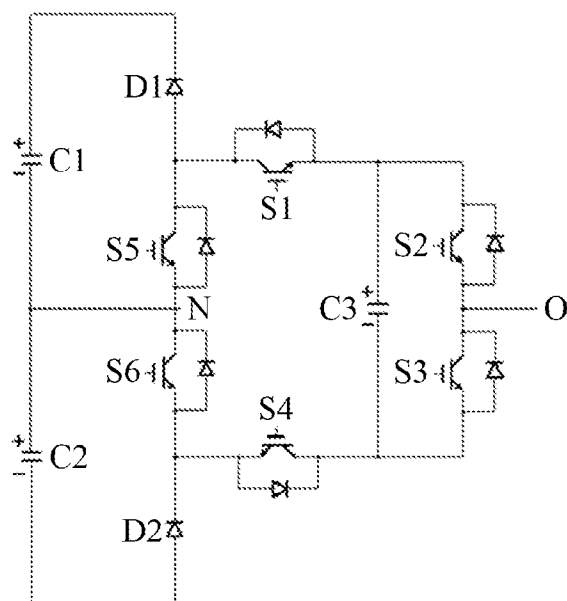 D1
+
C1
-
S1
S5
S2
N
C3
+
-
O
S6
S3
S4
+
C2
-
D2